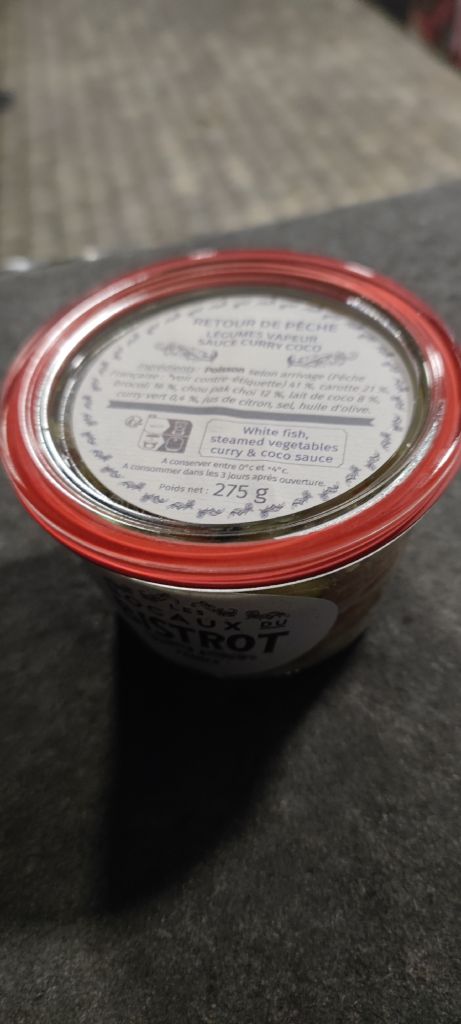 RETOUR DE PÊCHE
LÉGUMES VAPEUR
SAUCE CURRY COCO
Ingrédients : Poisson selon arrivage (Pêche
Française - *voir contre-étiquette) 41 %, carotte 21 %,
Brocoli 16 %, chou pak choï 12 %, lait de coco 8 %,
curry vert 0,4 %, jus de citron, sel, huile d'olive.
White fish,
steamed vegetables
curry & coco sauce
A conserver entre 0°c et +4°c.
A consommer dans les 3 jours après ouverture.
Poids net : 275 g
LES
BOCAUX DU
BISTROT